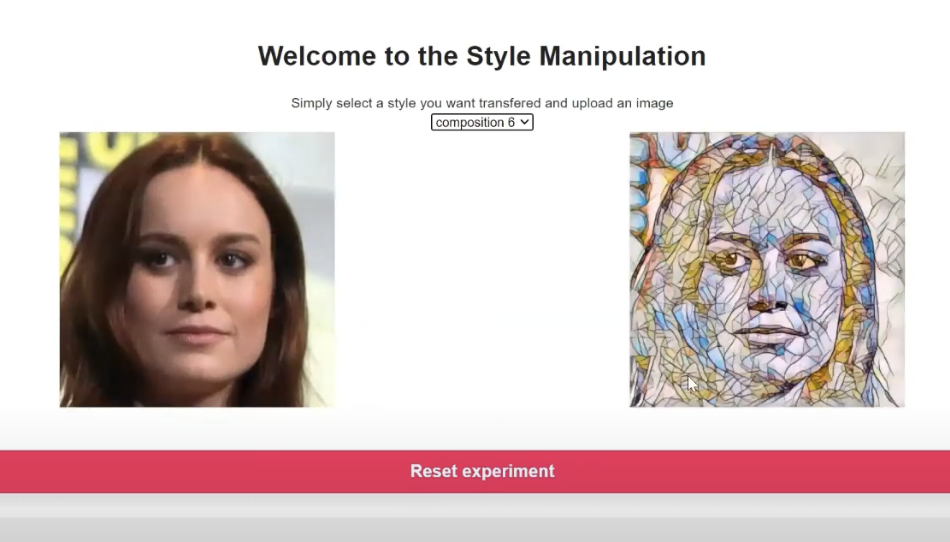 Welcome to the Style Manipulation
Simply select a style you want transfered and upload an image
composition 6
Reset experiment